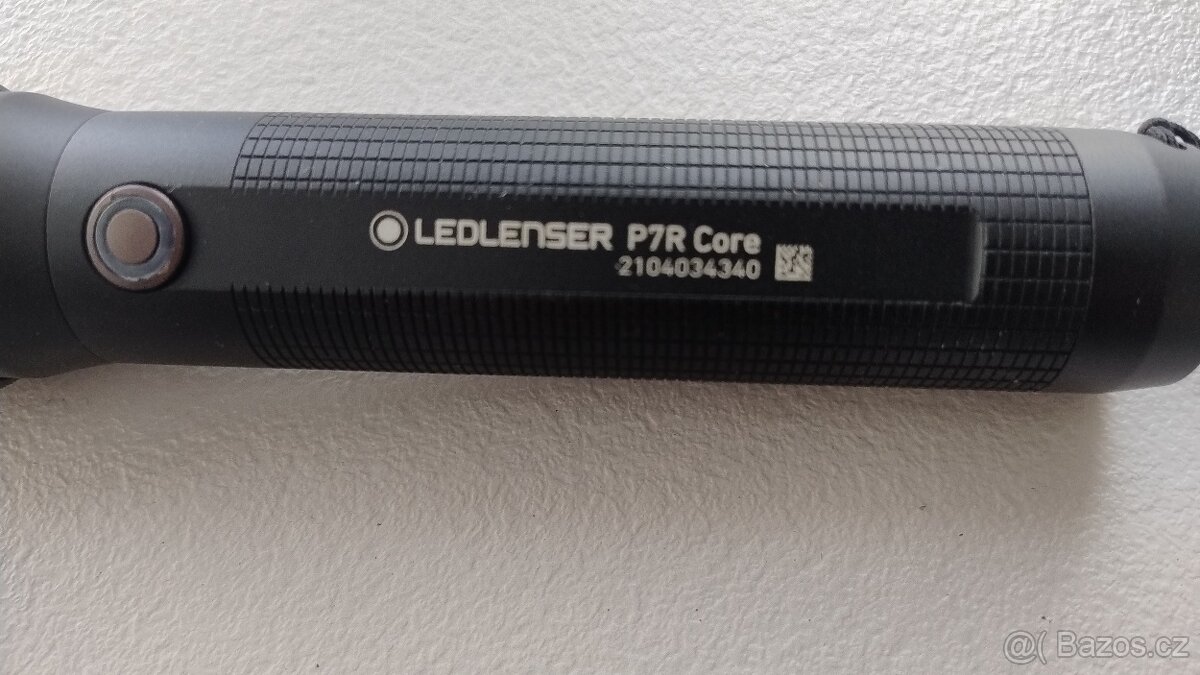 LEDLENSER P7R Core
2104034340
@( Bazos.cz